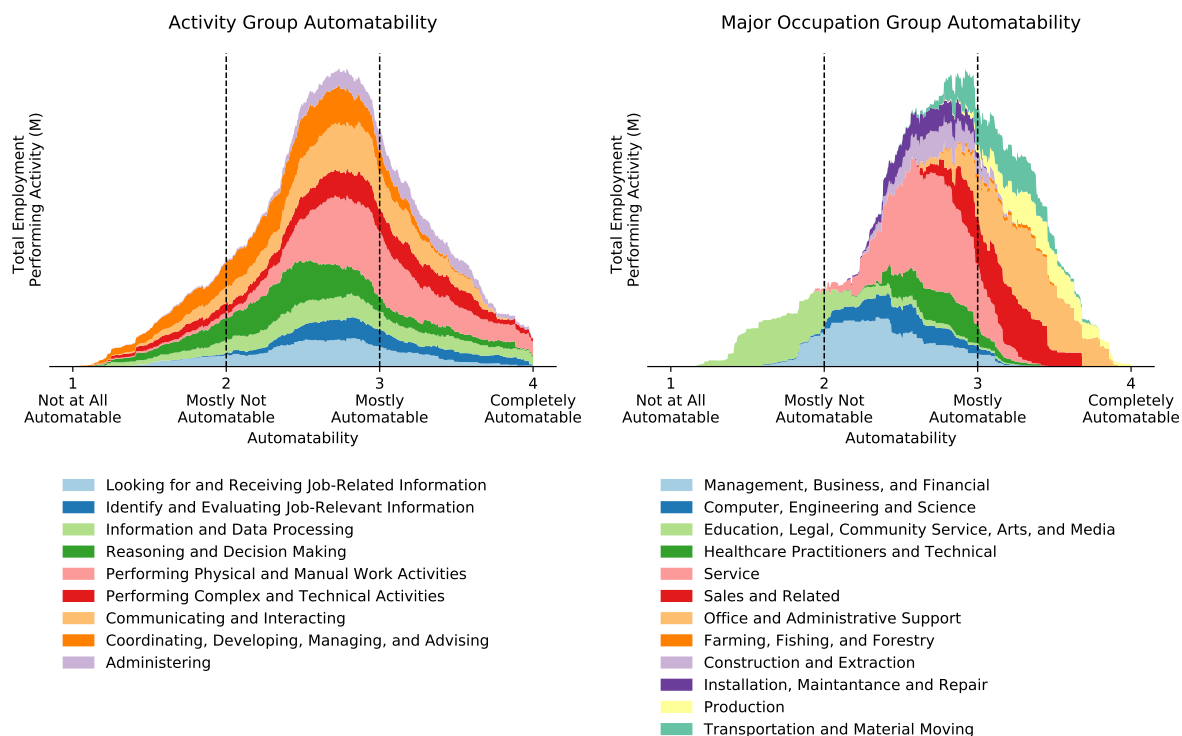 Activity Group Automatability
Total Employment
Performing Activity (M)
1
Not at All
Automatable
2
Mostly Not
Automatable
3
Mostly
Automatable
4
Completely
Automatable
Automatability
Looking for and Receiving Job-Related Information
Identify and Evaluating Job-Relevant Information
Information and Data Processing
Reasoning and Decision Making
Performing Physical and Manual Work Activities
Performing Complex and Technical Activities
Communicating and Interacting
Coordinating, Developing, Managing, and Advising
Administering
Major Occupation Group Automatability
Total Employment
Performing Activity (M)
1
Not at All
Automatable
2
Mostly Not
Automatable
3
Mostly
Automatable
4
Completely
Automatable
Automatability
Management, Business, and Financial
Computer, Engineering and Science
Education, Legal, Community Service, Arts, and Media
Healthcare Practitioners and Technical
Service
Sales and Related
Office and Administrative Support
Farming, Fishing, and Forestry
Construction and Extraction
Installation, Maintantance and Repair
Production
Transportation and Material Moving